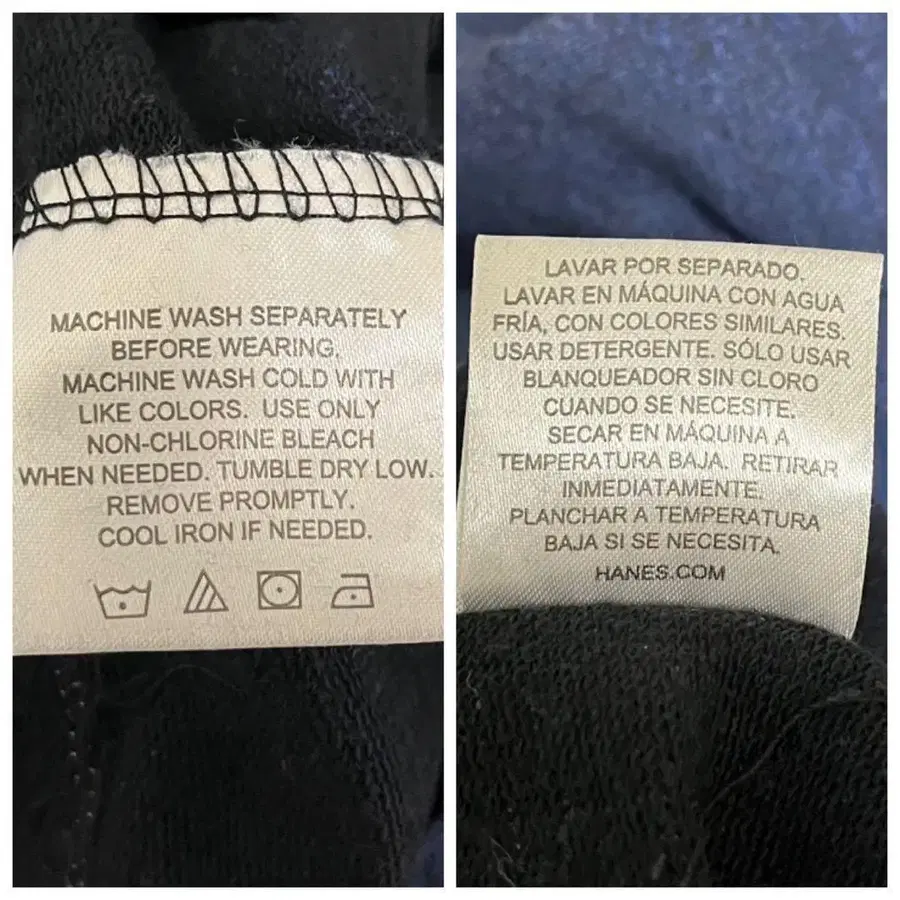 MACHINE WASH SEPARATELY
BEFORE WEARING.
MACHINE WASH COLD WITH
LIKE COLORS. USE ONLY
NON-CHLORINE BLEACH
WHEN NEEDED. TUMBLE DRY LOW.
REMOVE PROMPTLY.
COOL IRON IF NEEDED.
LAVAR POR SEPARADO.
LAVAR EN MÁQUINA CON AGUA
FRÍA, CON COLORES SIMILARES.
USAR DETERGENTE. SÓLO USAR
BLANQUEADOR SIN CLORO
CUANDO SE NECESITE.
SECAR EN MÁQUINA A
TEMPERATURA BAJA. RETIRAR
INMEDIATAMENTE.
PLANCHAR A TEMPERATURA
BAJA SI SE NECESITA.
HANES.COM